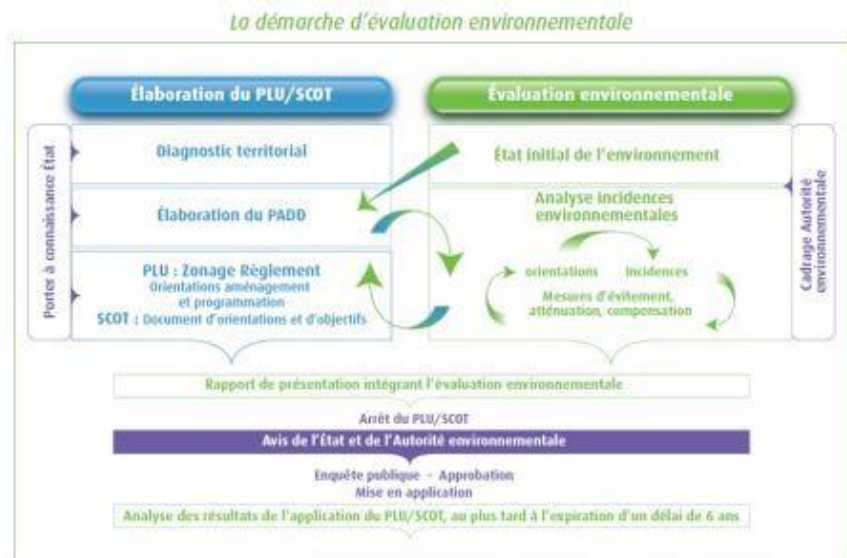 La démarche d'évaluation environnementale
Élaboration du PLU/SCOT
Évaluation environnementale
Porter à connaissance État
Diagnostic territorial
Élaboration du PADD
PLU : Zonage Règlement
Orientations aménagement
et programmation
SCOT : Document d'orientations et d'objectifs
État initial de l'environnement
Analyse incidences
environnementales
orientations
incidences
Mesures d'évitement,
atténuation, compensation
Cadrage Autorité
environnementale
Rapport de présentation intégrant l'évaluation environnementale
Arrêt du PLU/SCOT
Avis de l'État et de l'Autorité environnementale
Enquête publique - Approbation
Mise en application
Analyse des résultats de l'application du PLU/SCOT, au plus tard à l'expiration d'un délai de 6 ans